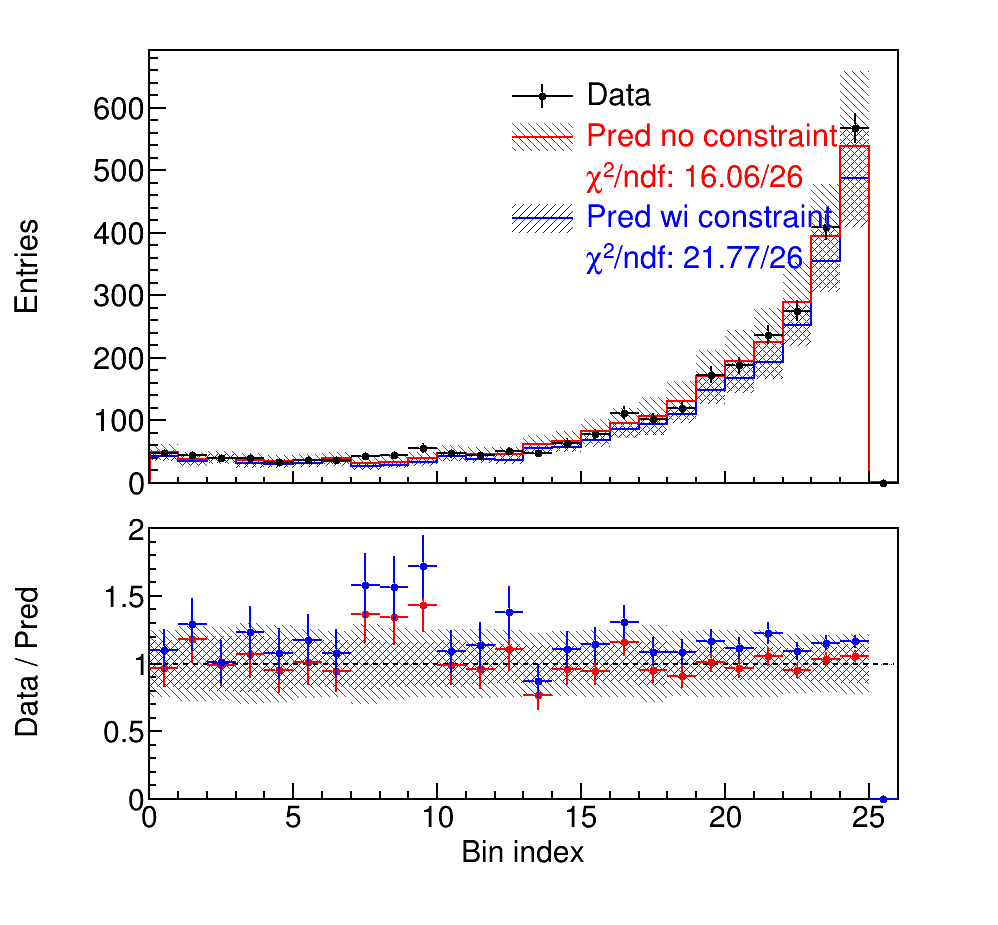 Entries
600
500
400
300
200
100
0
Data
Pred no constraint
χ²/ndf: 16.06/26
Pred wi constraint
χ²/ndf: 21.77/26
Data / Pred
2
1.5
1
0.5
0
0 5 10 15 20 25
Bin index